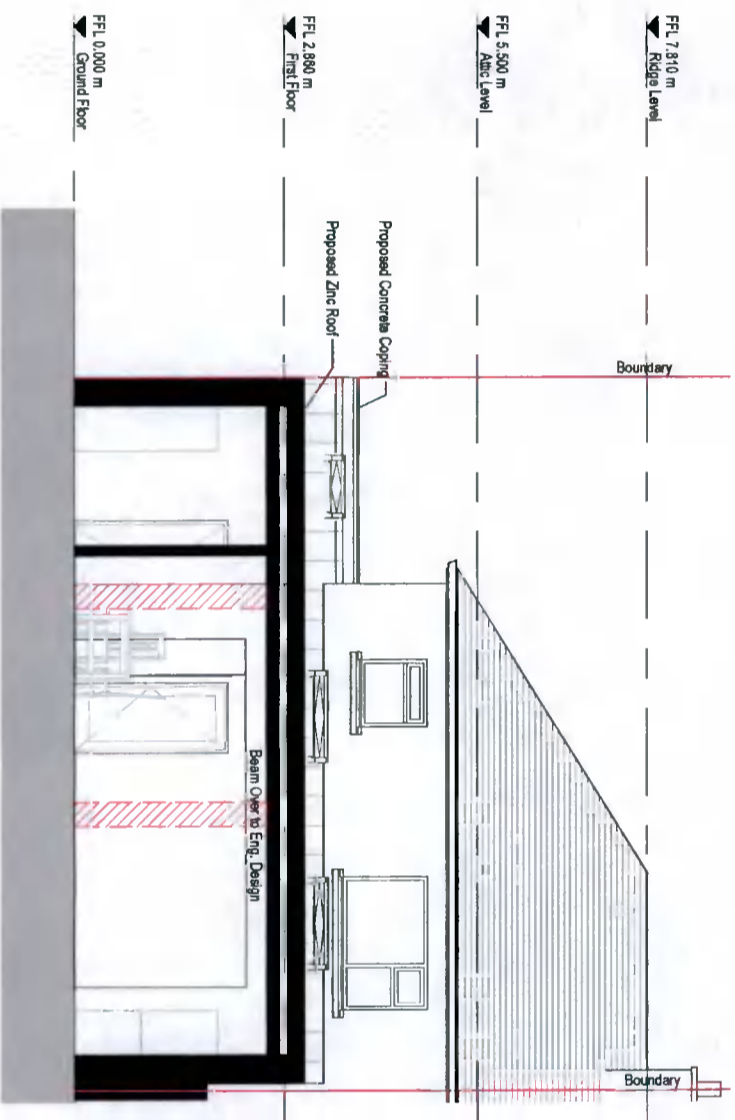 FFL 7.810 m
Ridge Level
FFL 5.500 m
Attic Level
FFL 2.860 m
First Floor
FFL 0.000 m
Ground Floor
Boundary
Proposed Concrete Coping
Proposed Zinc Roof
Beam Over to Eng. Design
Boundary